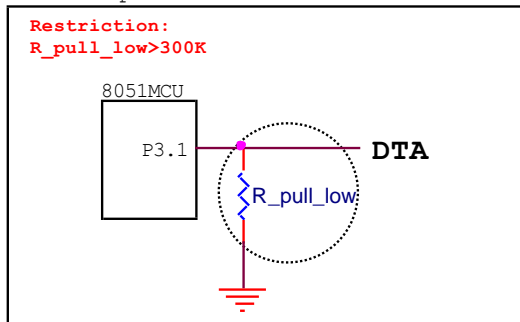 Restriction:
R_pull_low>300K
8051MCU
P3.1
DTA
R_pull_low